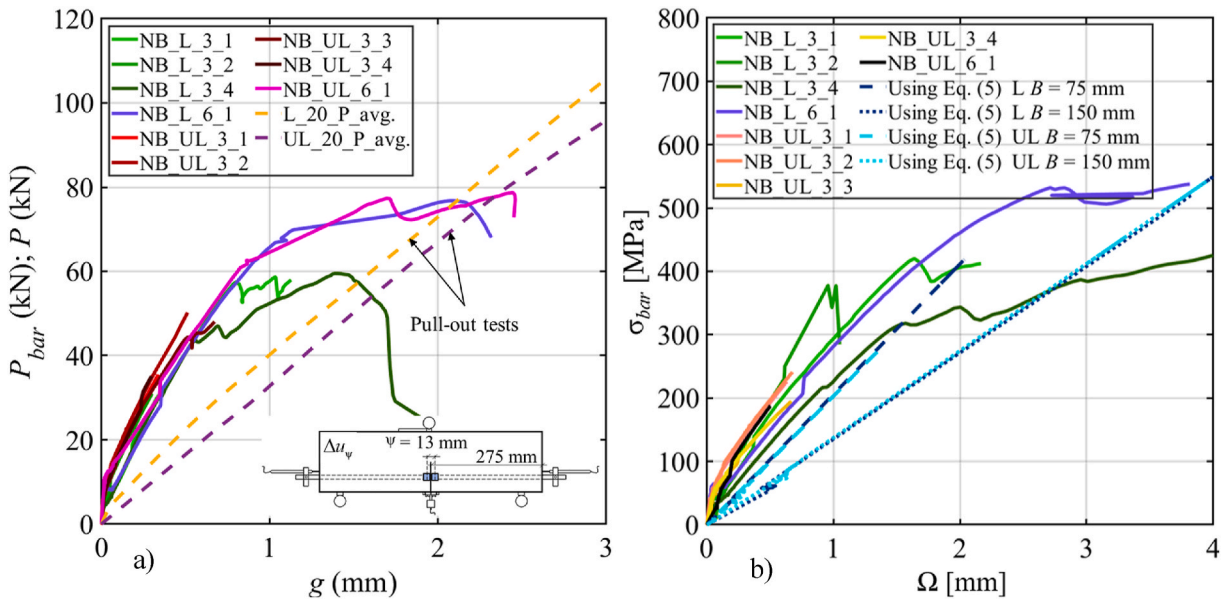 120
100
80
60
40
20
0
P_bar (kN); P (kN)
NB_L_3_1
NB_L_3_2
NB_L_3_4
NB_L_6_1
NB_UL_3_1
NB_UL_3_2
NB_UL_3_3
NB_UL_3_4
NB_UL_6_1
L_20_P_avg.
UL_20_P_avg.
Pull-out tests
Δu_ψ
ψ = 13 mm
275 mm
0 1 2 3
a)
g (mm)
800
700
600
500
400
300
200
100
0
σ_bar [MPa]
NB_L_3_1
NB_L_3_2
NB_L_3_4
NB_L_6_1
NB_UL_3_1
NB_UL_3_2
NB_UL_3_3
NB_UL_3_4
NB_UL_6_1
Using Eq. (5) L B = 75 mm
Using Eq. (5) L B = 150 mm
Using Eq. (5) UL B = 75 mm
Using Eq. (5) UL B = 150 mm
0 1 2 3 4
b)
Ω [mm]